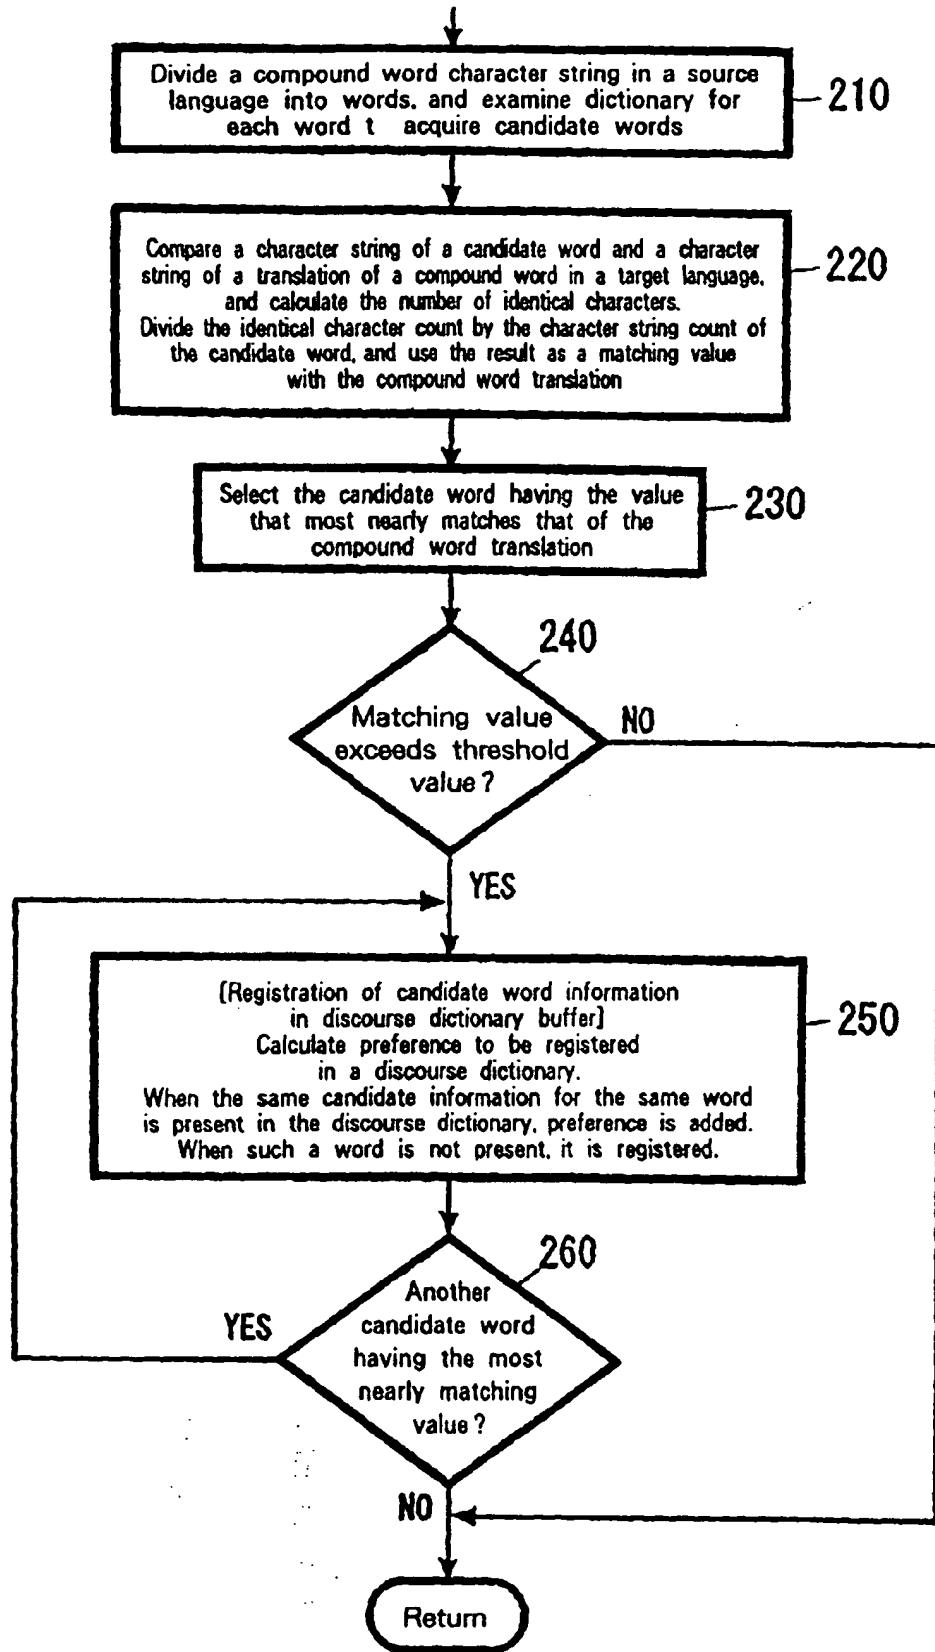 Divide a compound word character string in a source
language into words, and examine dictionary for
each word t acquire candidate words
210
Compare a character string of a candidate word and a character
string of a translation of a compound word in a target language,
and calculate the number of identical characters.
Divide the identical character count by the character string count of
the candidate word, and use the result as a matching value
with the compound word translation
220
Select the candidate word having the value
that most nearly matches that of the
compound word translation
230
240
Matching value
exceeds threshold
value?
NO
YES
[Registration of candidate word information
in discourse dictionary buffer]
Calculate preference to be registered
in a discourse dictionary.
When the same candidate information for the same word
is present in the discourse dictionary, preference is added.
When such a word is not present, it is registered.
250
260
Another
candidate word
having the most
nearly matching
value?
YES
NO
Return